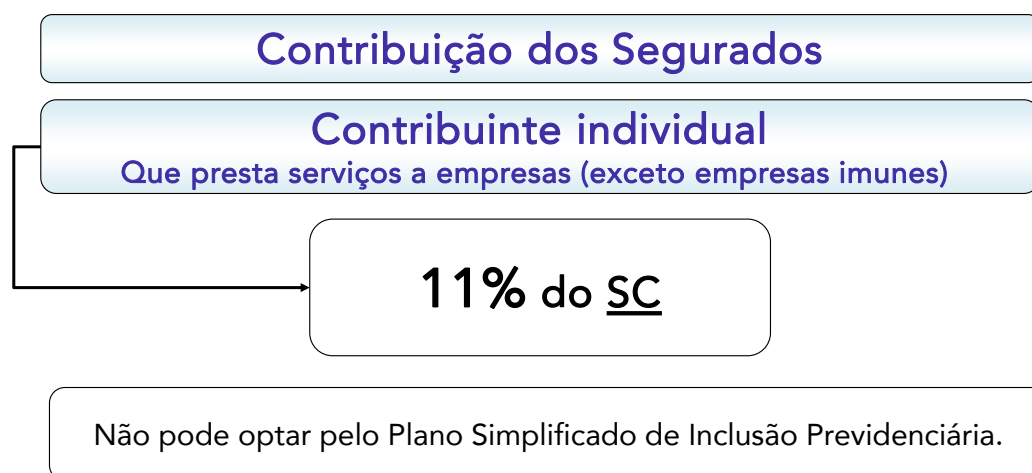 Contribuição dos Segurados
Contribuinte individual
Que presta serviços a empresas (exceto empresas imunes)
11% do SC
Não pode optar pelo Plano Simplificado de Inclusão Previdenciária.